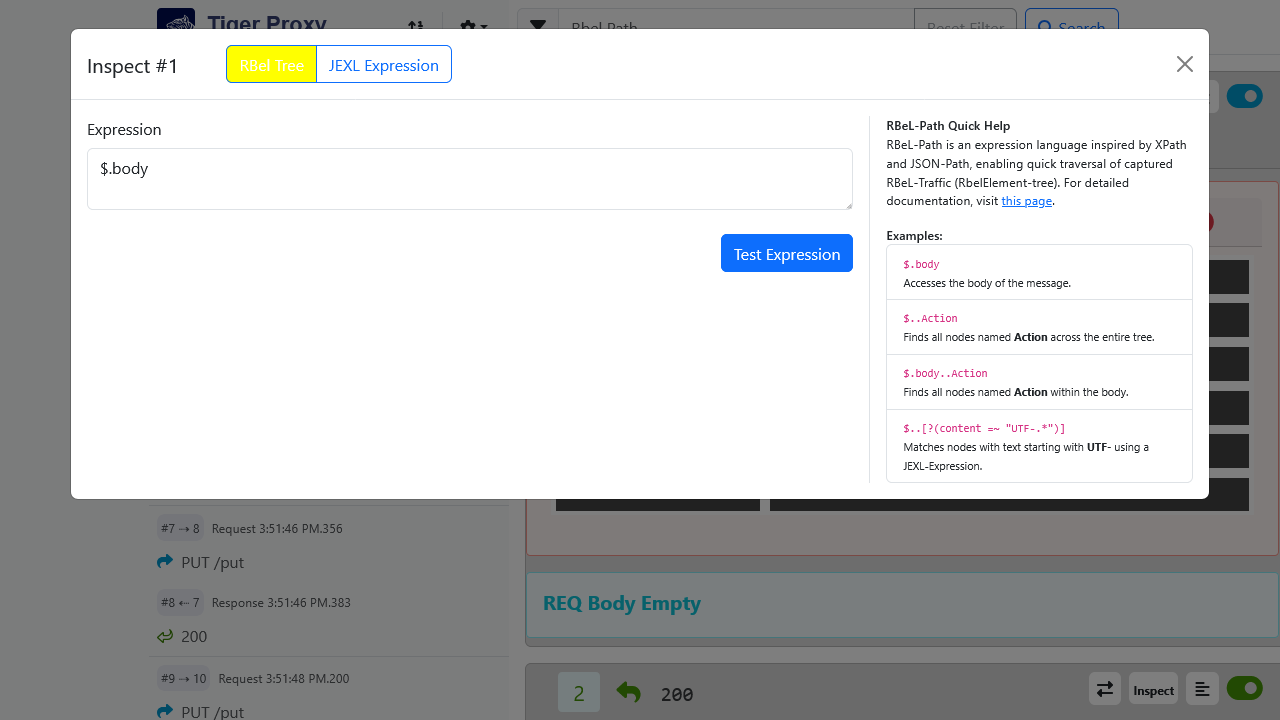 Tiger Proxy
Rbel Path
Reset Filter
Search
Inspect #1
RBel Tree
JEXL Expression
Expression
$.body
Test Expression
RBeL-Path Quick Help
RBeL-Path is an expression language inspired by XPath
and JSON-Path, enabling quick traversal of captured
RBeL-Traffic (RbelElement-tree). For detailed
documentation, visit this page.
Examples:
$.body
Accesses the body of the message.
$..Action
Finds all nodes named Action across the entire tree.
$.body..Action
Finds all nodes named Action within the body.
$..[?(content =~ "UTF-.*")]
Matches nodes with text starting with UTF- using a
JEXL-Expression.
#7 → 8 Request 3:51:46 PM.356
PUT /put
#8 ← 7 Response 3:51:46 PM.383
200
#9 → 10 Request 3:51:48 PM.200
PUT /put
REQ Body Empty
2
200
Inspect